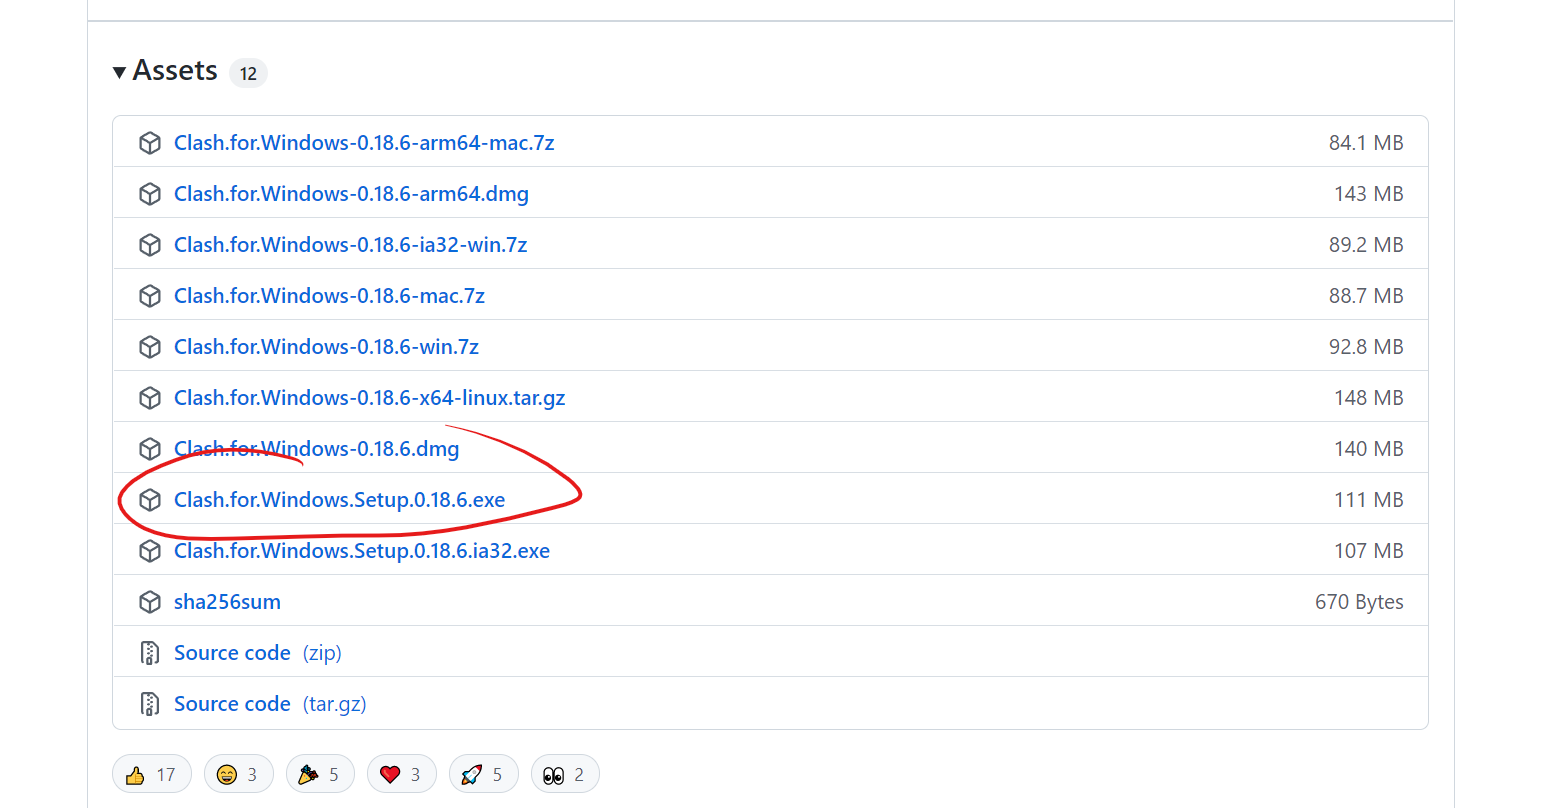 Assets 12
Clash.for.Windows-0.18.6-arm64-mac.7z 84.1 MB
Clash.for.Windows-0.18.6-arm64.dmg 143 MB
Clash.for.Windows-0.18.6-ia32-win.7z 89.2 MB
Clash.for.Windows-0.18.6-mac.7z 88.7 MB
Clash.for.Windows-0.18.6-win.7z 92.8 MB
Clash.for.Windows-0.18.6-x64-linux.tar.gz 148 MB
Clash.for.Windows-0.18.6.dmg 140 MB
Clash.for.Windows.Setup.0.18.6.exe 111 MB
Clash.for.Windows.Setup.0.18.6.ia32.exe 107 MB
sha256sum 670 Bytes
Source code (zip)
Source code (tar.gz)
17 3 5 3 5 2